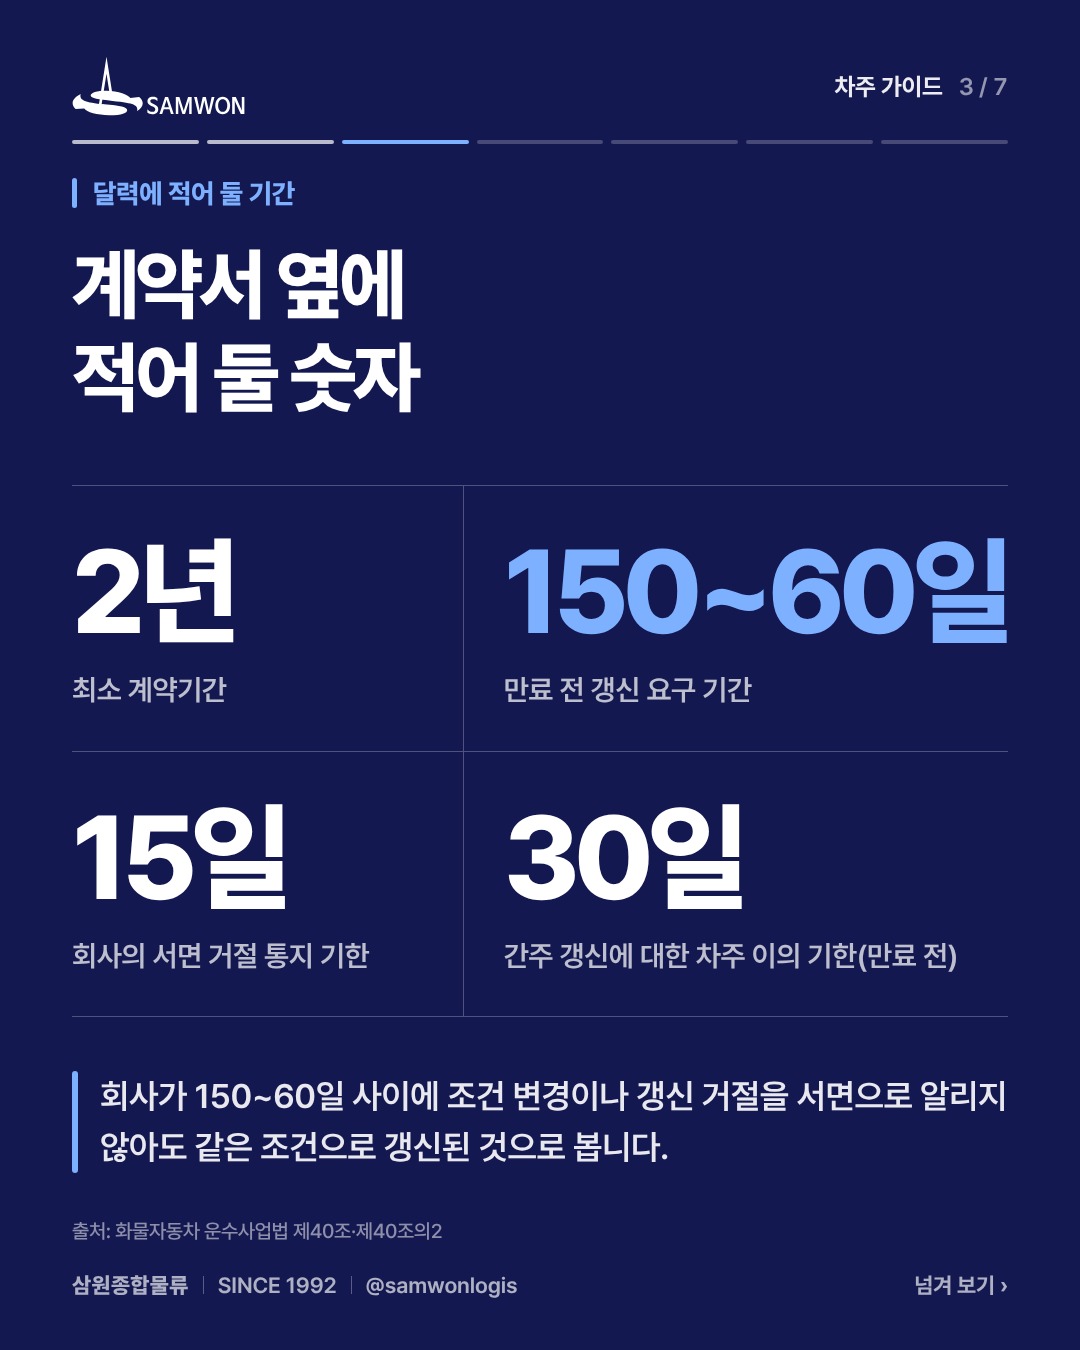 SAMWON
차주 가이드 3 / 7
달력에 적어 둘 기간
계약서 옆에
적어 둘 숫자
2년
최소 계약기간
150~60일
만료 전 갱신 요구 기간
15일
회사의 서면 거절 통지 기한
30일
간주 갱신에 대한 차주 이의 기한(만료 전)
회사가 150~60일 사이에 조건 변경이나 갱신 거절을 서면으로 알리지
않아도 같은 조건으로 갱신된 것으로 봅니다.
출처: 화물자동차 운수사업법 제40조·제40조의2
삼원종합물류 | SINCE 1992 | @samwonlogis
넘겨 보기 ›